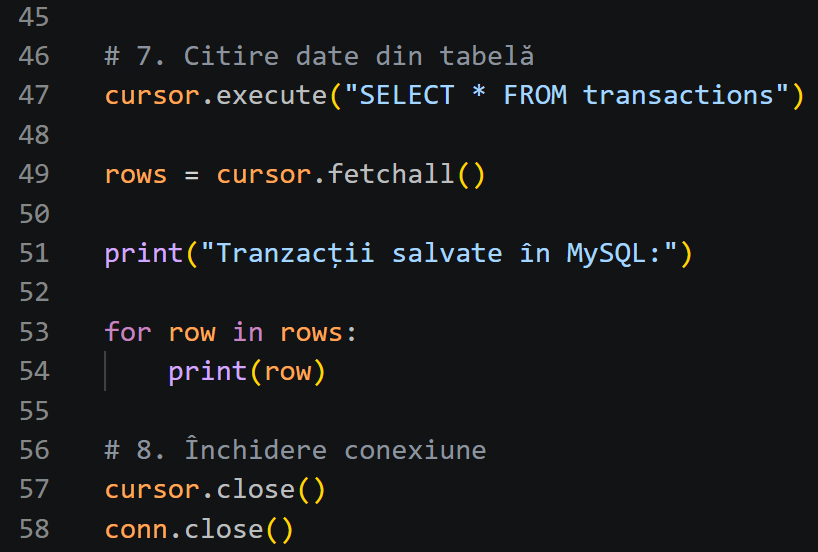 45
46 # 7. Citire date din tabelă
47 cursor.execute("SELECT * FROM transactions")
48
49 rows = cursor.fetchall()
50
51 print("Tranzacții salvate în MySQL:")
52
53 for row in rows:
54     print(row)
55
56 # 8. Închidere conexiune
57 cursor.close()
58 conn.close()